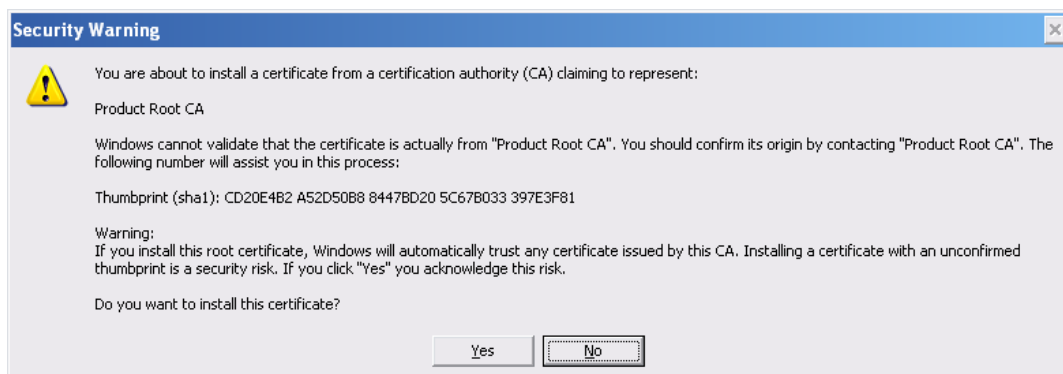 Security Warning
You are about to install a certificate from a certification authority (CA) claiming to represent:
Product Root CA
Windows cannot validate that the certificate is actually from "Product Root CA". You should confirm its origin by contacting "Product Root CA". The
following number will assist you in this process:
Thumbprint (sha1): CD20E4B2 A52D50B8 8447BD20 5C67B033 397E3F81
Warning:
If you install this root certificate, Windows will automatically trust any certificate issued by this CA. Installing a certificate with an unconfirmed
thumbprint is a security risk. If you click "Yes" you acknowledge this risk.
Do you want to install this certificate?
Yes No